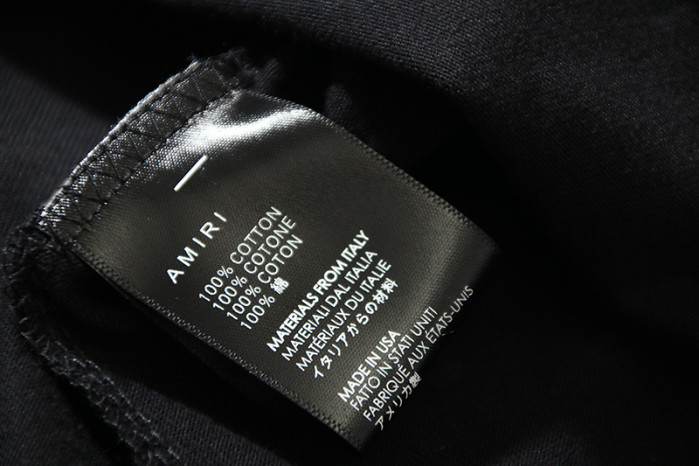 AMIRI
100% COTTON
100% COTONE
100% COTON
100% 綿
MATERIALS FROM ITALY
MATERIALI DAL ITALIA
MATÉRIAUX DU ITALIE
イタリアからの材料
MADE IN USA
FATTO IN STATI UNITI
FABRIQUÉ AUX ETATS-UNIS
アメリカ製